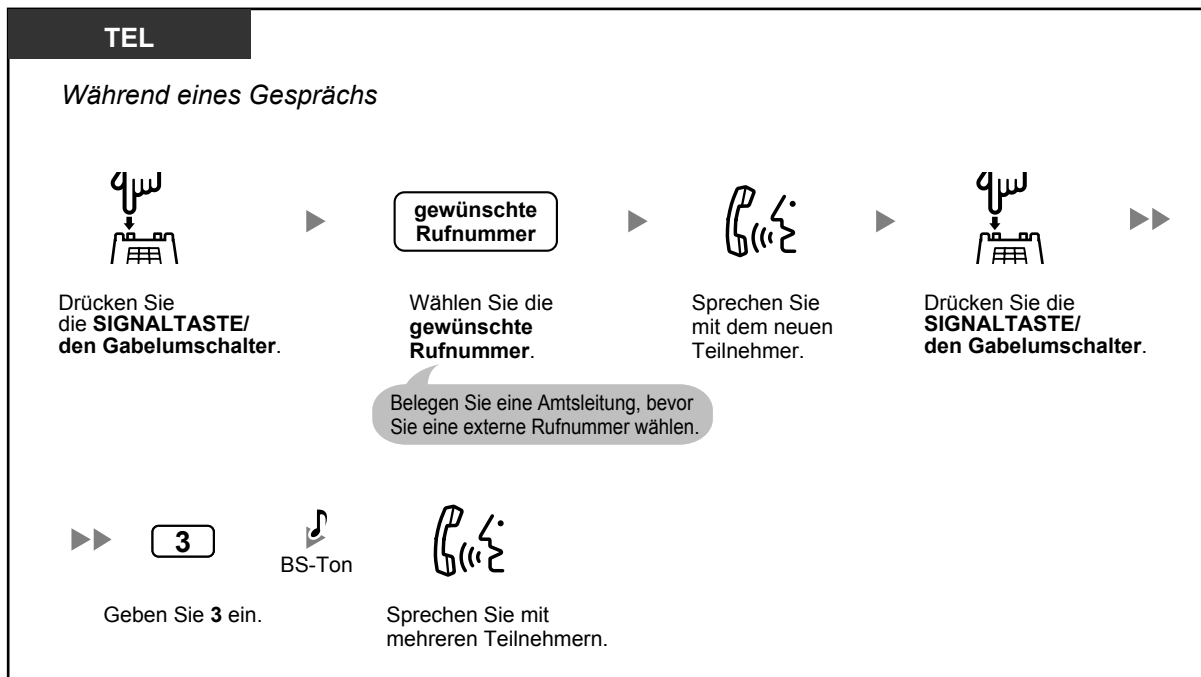 TEL
Während eines Gesprächs
gewünschte
Rufnummer
Drücken Sie
die SIGNALTASTE/
den Gabelumschalter.
Wählen Sie die
gewünschte
Rufnummer.
Sprechen Sie
mit dem neuen
Teilnehmer.
Drücken Sie die
SIGNALTASTE/
den Gabelumschalter.
Belegen Sie eine Amtsleitung, bevor
Sie eine externe Rufnummer wählen.
3
BS-Ton
Geben Sie 3 ein.
Sprechen Sie mit
mehreren Teilnehmern.